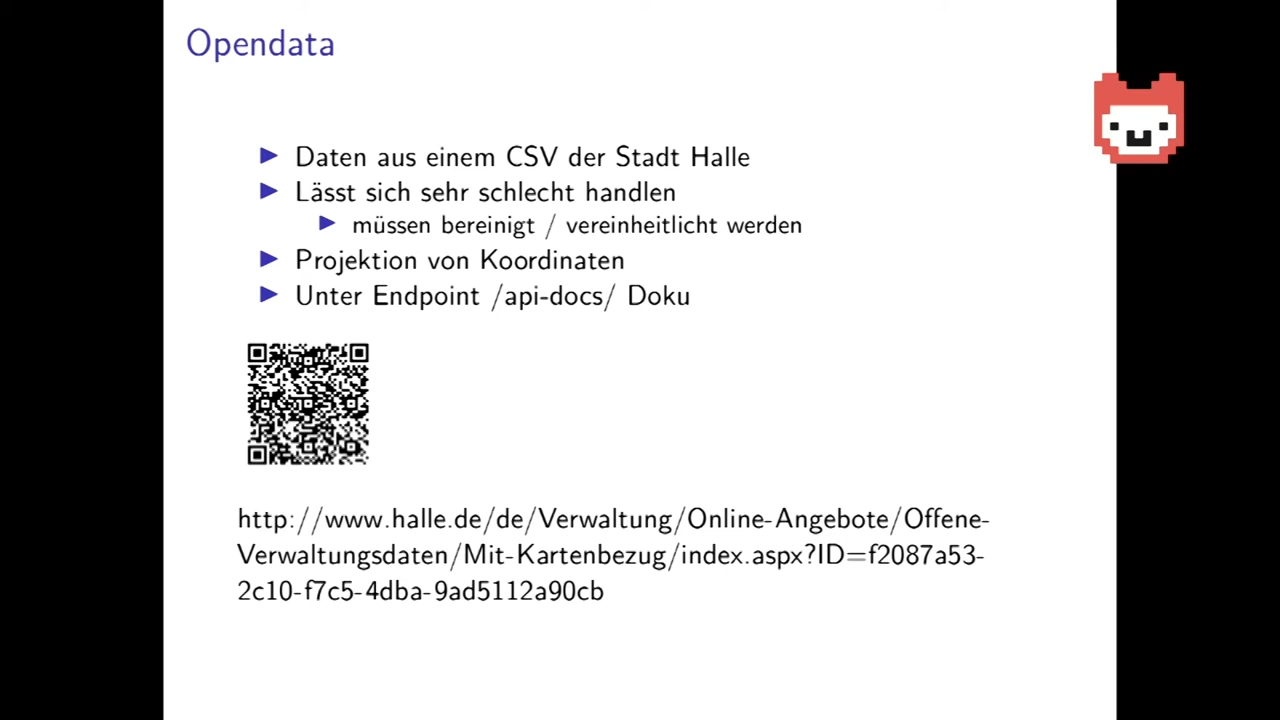 Opendata
Daten aus einem CSV der Stadt Halle
Lässt sich sehr schlecht handlen
müssen bereinigt / vereinheitlicht werden
Projektion von Koordinaten
Unter Endpoint /api-docs/ Doku
http://www.halle.de/de/Verwaltung/Online-Angebote/Offene-
Verwaltungsdaten/Mit-Kartenbezug/index.aspx?ID=f2087a53-
2c10-f7c5-4dba-9ad5112a90cb